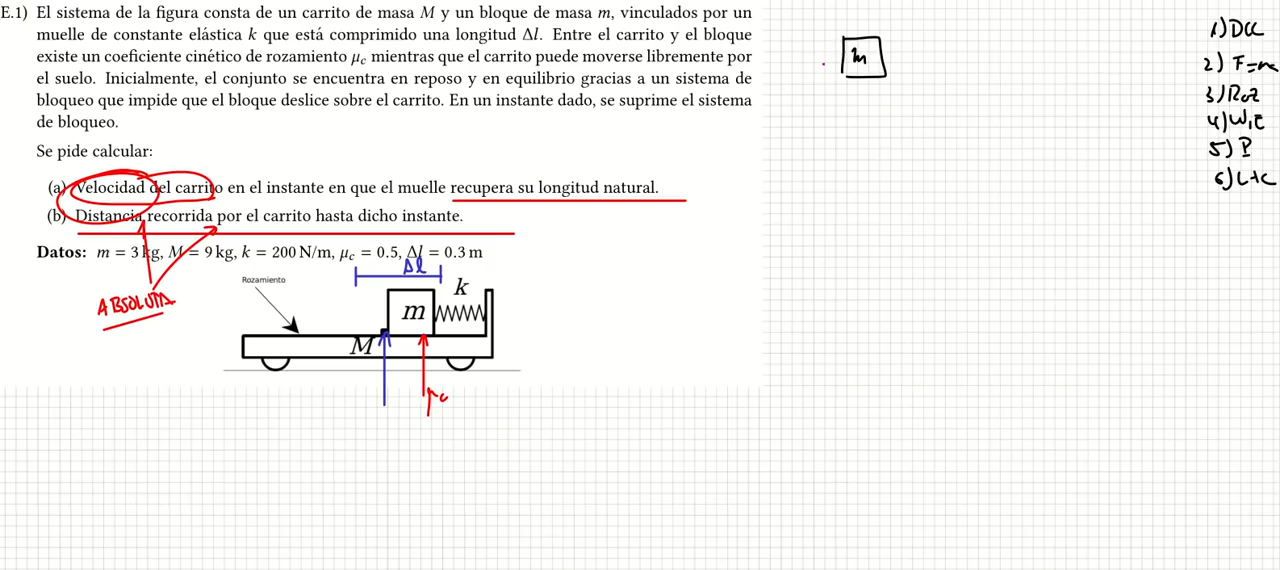 E.1) El sistema de la figura consta de un carrito de masa M y un bloque de masa m, vinculados por un
muelle de constante elástica k que está comprimido una longitud Δl. Entre el carrito y el bloque
existe un coeficiente cinético de rozamiento μc mientras que el carrito puede moverse libremente por
el suelo. Inicialmente, el conjunto se encuentra en reposo y en equilibrio gracias a un sistema de
bloqueo que impide que el bloque deslice sobre el carrito. En un instante dado, se suprime el sistema
de bloqueo.
Se pide calcular:
(a) Velocidad del carrito en el instante en que el muelle recupera su longitud natural.
(b) Distancia recorrida por el carrito hasta dicho instante.
Datos: m = 3 kg, M = 9 kg, k = 200 N/m, μc = 0.5, Δl = 0.3 m
ABSOLUTA
Rozamiento
Δl
k
m
M
μc
m
1) DCL
2) F=m
3) Roz
4) W,E
5) P
6) L+C